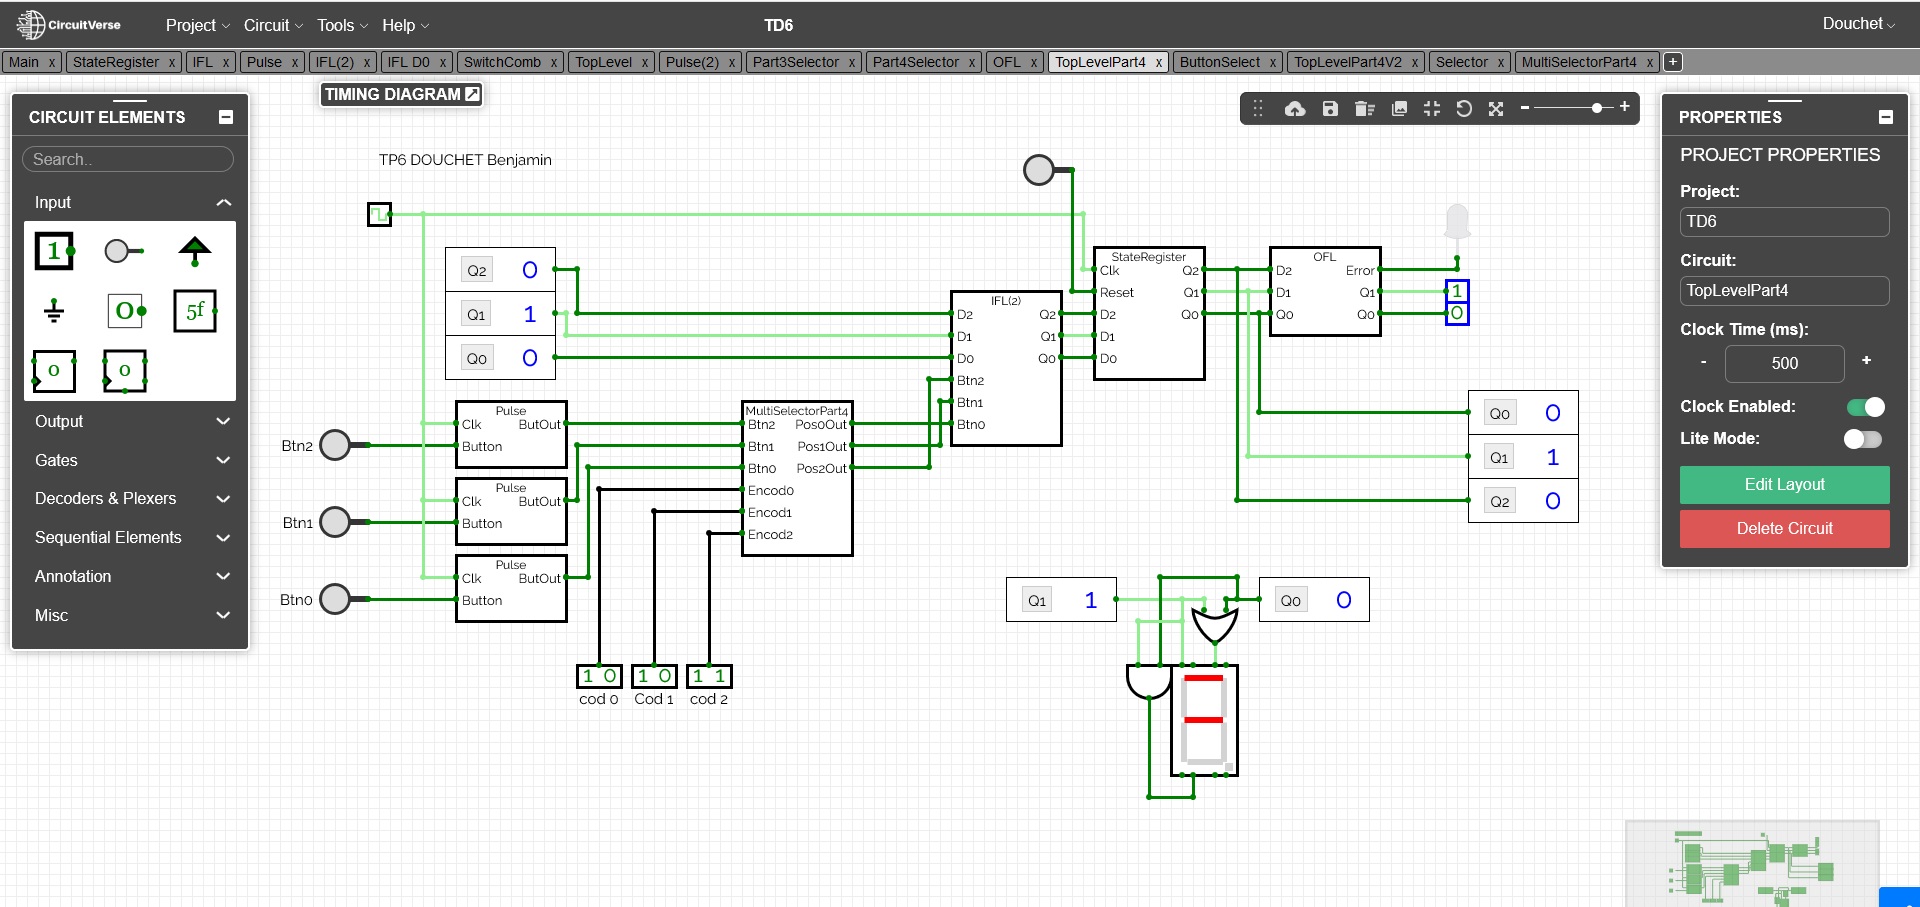 CircuitVerse Project Circuit Tools Help TD6 Douchet
Main x StateRegister x IFL x Pulse x IFL(2) x IFL D0 x SwitchComb x TopLevel x Pulse(2) x Part3Selector x Part4Selector x OFL x TopLevelPart4 x ButtonSelect x TopLevelPart4V2 x Selector x MultiSelectorPart4 x +
TIMING DIAGRAM
CIRCUIT ELEMENTS
Search..
Input
1
0
5f
0
0
Output
Gates
Decoders & Plexers
Sequential Elements
Annotation
Misc
TP6 DOUCHET Benjamin
Q2 0
Q1 1
Q0 0
Btn2
Btn1
Btn0
Pulse
Clk ButOut
Button
Pulse
Clk ButOut
Button
Pulse
Clk ButOut
Button
MultiSelectorPart4
Btn2 Pos0Out
Btn1 Pos1Out
Btn0 Pos2Out
Encod0
Encod1
Encod2
1 0
cod 0
1 0
Cod 1
1 1
cod 2
IFL(2)
D2 Q2
D1 Q1
D0 Q0
Btn2
Btn1
Btn0
StateRegister
Clk Q2
Reset Q1
D2 Q0
D1
D0
OFL
D2 Error
D1 Q1
Q0 Q0
1
0
Q0 0
Q1 1
Q2 0
Q1 1
Q0 0
- +
PROPERTIES
PROJECT PROPERTIES
Project:
TD6
Circuit:
TopLevelPart4
Clock Time (ms):
- 500 +
Clock Enabled:
Lite Mode:
Edit Layout
Delete Circuit